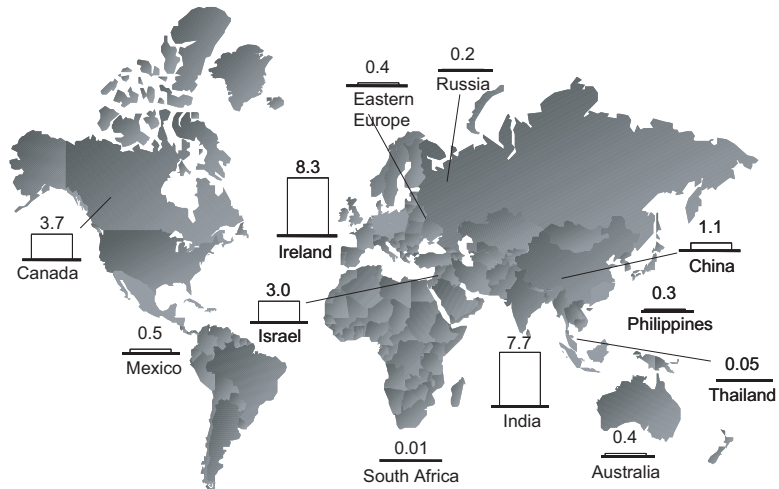 0.4
Eastern
Europe
0.2
Russia
8.3
Ireland
3.7
Canada
1.1
China
3.0
Israel
0.3
Philippines
0.5
Mexico
7.7
India
0.05
Thailand
0.01
South Africa
0.4
Australia